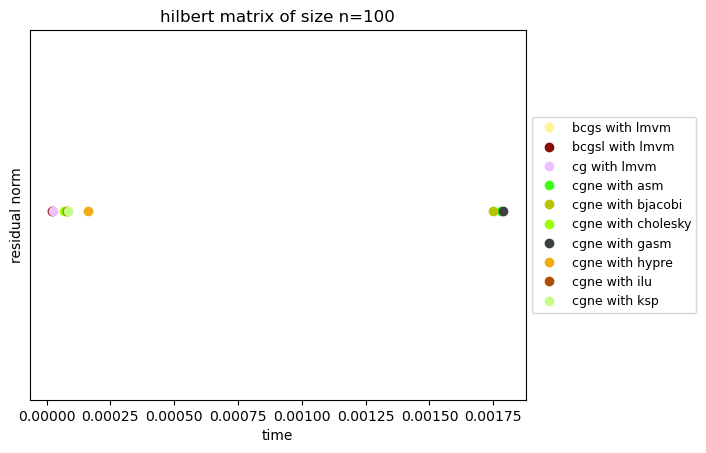 hilbert matrix of size n=100
residual norm
bcgs with lmvm
bcgsl with lmvm
cg with lmvm
cgne with asm
cgne with bjacobi
cgne with cholesky
cgne with gasm
cgne with hypre
cgne with ilu
cgne with ksp
0.00000 0.00025 0.00050 0.00075 0.00100 0.00125 0.00150 0.00175
time